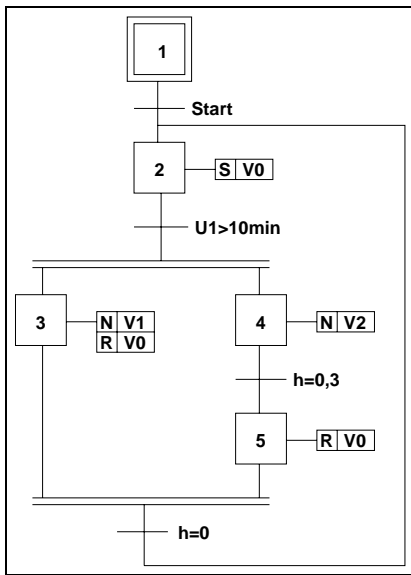 1
Start
2 S V0
U1>10min
3 N V1
R V0
4 N V2
h=0,3
5 R V0
h=0